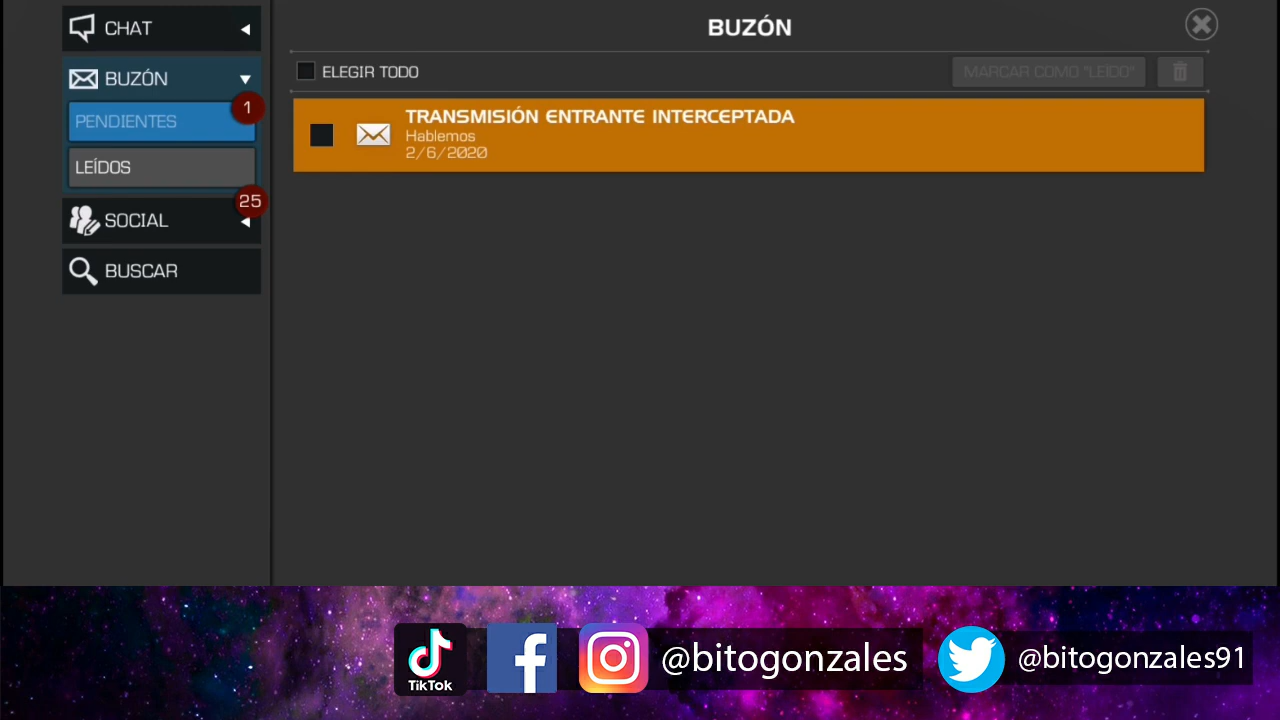 CHAT
BUZÓN
1
PENDIENTES
LEÍDOS
25
SOCIAL
BUSCAR
BUZÓN
ELEGIR TODO
MARCAR COMO "LEÍDO"
TRANSMISIÓN ENTRANTE INTERCEPTADA
Hablemos
2/6/2020
TikTok
@bitogonzales
@bitogonzales91